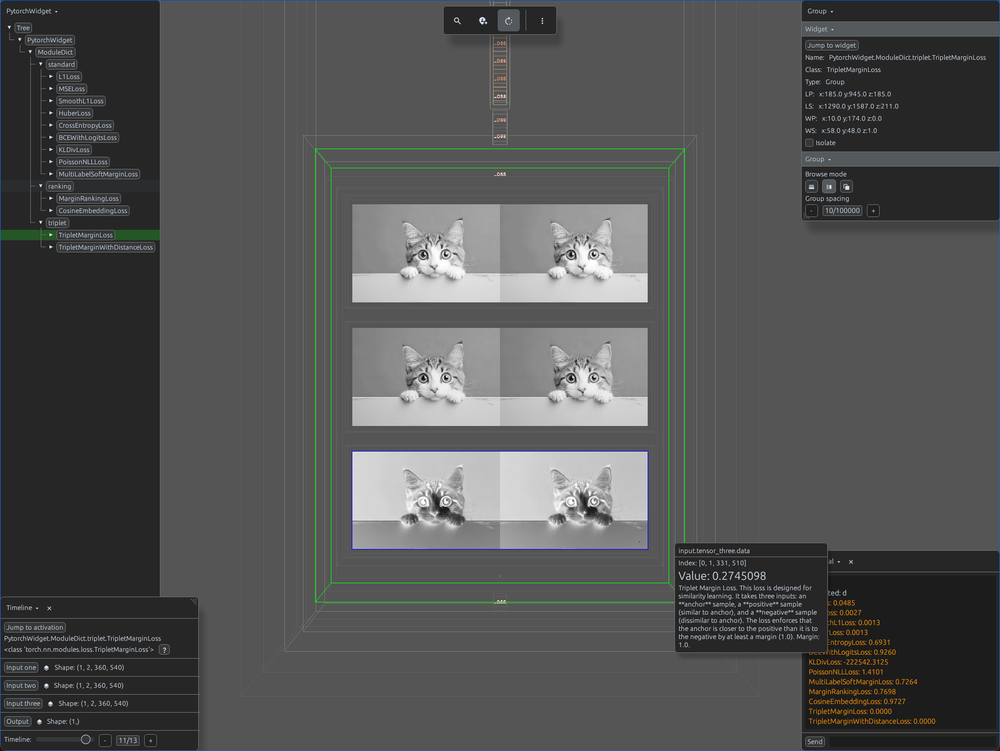 PytorchWidget
Tree
PytorchWidget
ModuleDict
standard
L1Loss
MSELoss
SmoothL1Loss
HuberLoss
CrossEntropyLoss
BCEWithLogitsLoss
KLDivLoss
PoissonNLLLoss
MultiLabelSoftMarginLoss
ranking
MarginRankingLoss
CosineEmbeddingLoss
triplet
TripletMarginLoss
TripletMarginWithDistanceLoss
Group
Widget
Jump to widget
Name: PytorchWidget.ModuleDict.triplet.TripletMarginLoss
Class: TripletMarginLoss
Type: Group
LP: x:185.0 y:945.0 z:185.0
LS: x:1290.0 y:1587.0 z:211.0
WP: x:10.0 y:174.0 z:0.0
WS: x:58.0 y:48.0 z:1.0
Isolate
Group
Browse mode
Group spacing
- 10/100000 +
input.tensor_three.data
Index: [0, 1, 331, 510]
Value: 0.2745098
Triplet Margin Loss. This loss is designed for
similarity learning. It takes three inputs: an
**anchor** sample, a **positive** sample
(similar to anchor), and a **negative** sample
(dissimilar to anchor). The loss enforces that
the anchor is closer to the positive than it is to
the negative by at least a margin (1.0). Margin:
1.0.
al
ted: d
: 0.0485
oss: 0.0027
thL1Loss: 0.0013
Loss: 0.0013
EntropyLoss: 0.6931
BCEWithLogitsLoss: 0.9260
KLDivLoss: -222542.3125
PoissonNLLLoss: 1.4101
MultiLabelSoftMarginLoss: 0.7264
MarginRankingLoss: 0.7698
CosineEmbeddingLoss: 0.9727
TripletMarginLoss: 0.0000
TripletMarginWithDistanceLoss: 0.0000
Send
Timeline
Jump to activation
PytorchWidget.ModuleDict.triplet.TripletMarginLoss
<class 'torch.nn.modules.loss.TripletMarginLoss'> ?
Input one Shape: (1, 2, 360, 540)
Input two Shape: (1, 2, 360, 540)
Input three Shape: (1, 2, 360, 540)
Output Shape: (1,)
Timeline: - 11/13 +